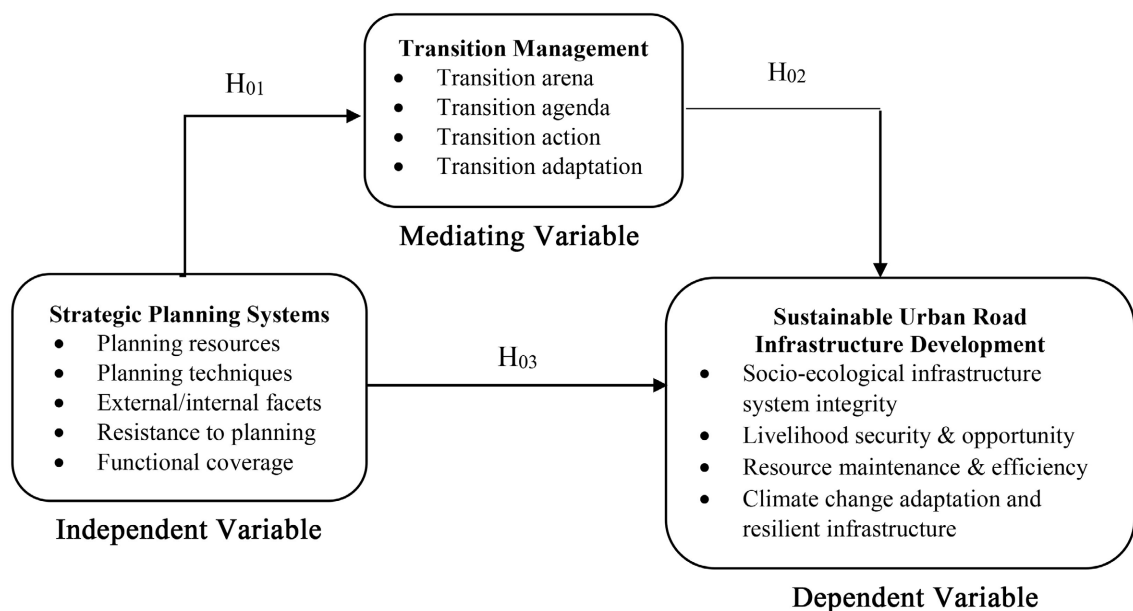 Transition Management
• Transition arena
• Transition agenda
• Transition action
• Transition adaptation
H01
H02
Mediating Variable
Strategic Planning Systems
• Planning resources
• Planning techniques
• External/internal facets
• Resistance to planning
• Functional coverage
Independent Variable
H03
Sustainable Urban Road
Infrastructure Development
• Socio-ecological infrastructure
system integrity
• Livelihood security & opportunity
• Resource maintenance & efficiency
• Climate change adaptation and
resilient infrastructure
Dependent Variable